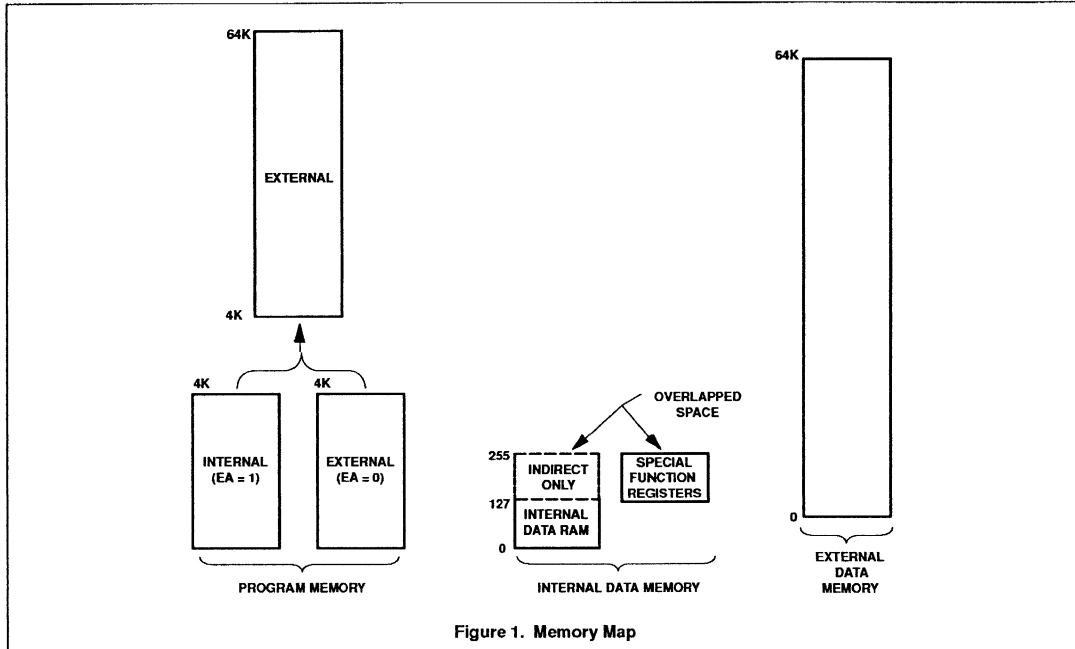 64K
EXTERNAL
4K
4K
4K
INTERNAL
(EA = 1)
EXTERNAL
(EA = 0)
PROGRAM MEMORY
OVERLAPPED
SPACE
255
INDIRECT
ONLY
SPECIAL
FUNCTION
REGISTERS
127
INTERNAL
DATA RAM
0
INTERNAL DATA MEMORY
64K
0
EXTERNAL
DATA
MEMORY
Figure 1. Memory Map